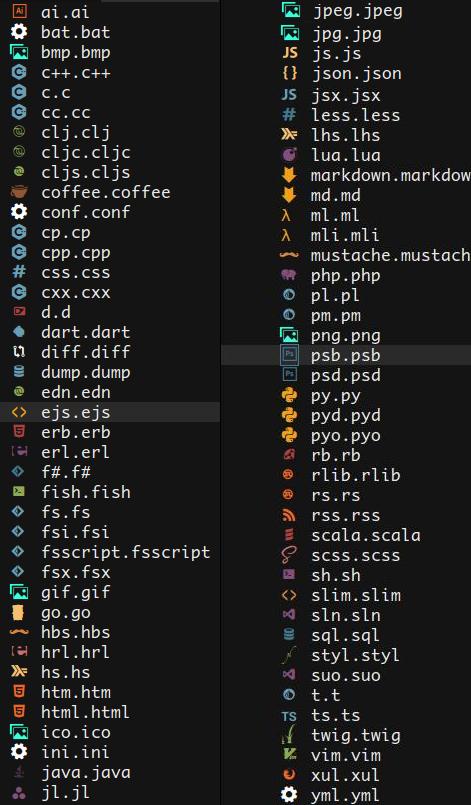 ai.ai
bat.bat
bmp.bmp
c++.c++
c.c
cc.cc
clj.clj
cljc.cljc
cljs.cljs
coffee.coffee
conf.conf
cp.cp
cpp.cpp
css.css
cxx.cxx
d.d
dart.dart
diff.diff
dump.dump
edn.edn
ejs.ejs
erb.erb
erl.erl
f#.f#
fish.fish
fs.fs
fsi.fsi
fsscript.fsscript
fsx.fsx
gif.gif
go.go
hbs.hbs
hrl.hrl
hs.hs
htm.htm
html.html
ico.ico
ini.ini
java.java
jl.jl
jpeg.jpeg
jpg.jpg
js.js
json.json
jsx.jsx
less.less
lhs.lhs
lua.lua
markdown.markdow
md.md
ml.ml
mli.mli
mustache.mustach
php.php
pl.pl
pm.pm
png.png
psb.psb
psd.psd
py.py
pyd.pyd
pyo.pyo
rb.rb
rlib.rlib
rs.rs
rss.rss
scala.scala
scss.scss
sh.sh
slim.slim
sln.sln
sql.sql
styl.styl
suo.suo
t.t
ts.ts
twig.twig
vim.vim
xul.xul
yml.yml